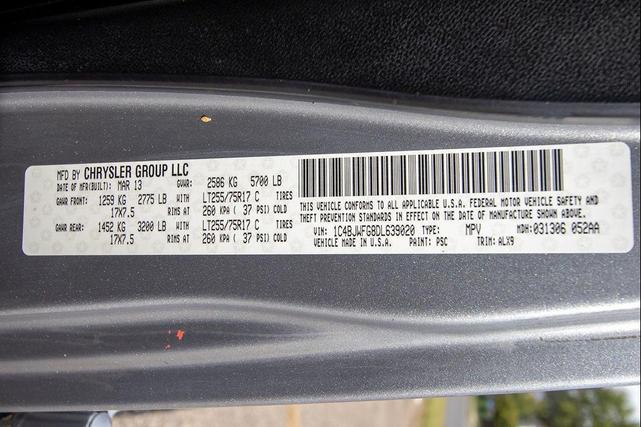 MFD BY CHRYSLER GROUP LLC
DATE OF MFR(BUILT): MAR 13 GVWR: 2586 KG 5700 LB
GAWR FRONT: 1259 KG 2775 LB WITH LT255/75R17 C TIRES
17X7.5 RIMS AT 260 KPA ( 37 PSI) COLD
GAWR REAR: 1452 KG 3200 LB WITH LT255/75R17 C TIRES
17X7.5 RIMS AT 260 KPA ( 37 PSI) COLD
THIS VEHICLE CONFORMS TO ALL APPLICABLE U.S.A. FEDERAL MOTOR VEHICLE SAFETY AND
THEFT PREVENTION STANDARDS IN EFFECT ON THE DATE OF MANUFACTURE SHOWN ABOVE.
VIN: 1C4BJWFG8DL639020 TYPE: MPV MDH: 031306 052AA
VEHICLE MADE IN U.S.A. PAINT: PSC TRIM: ALX9